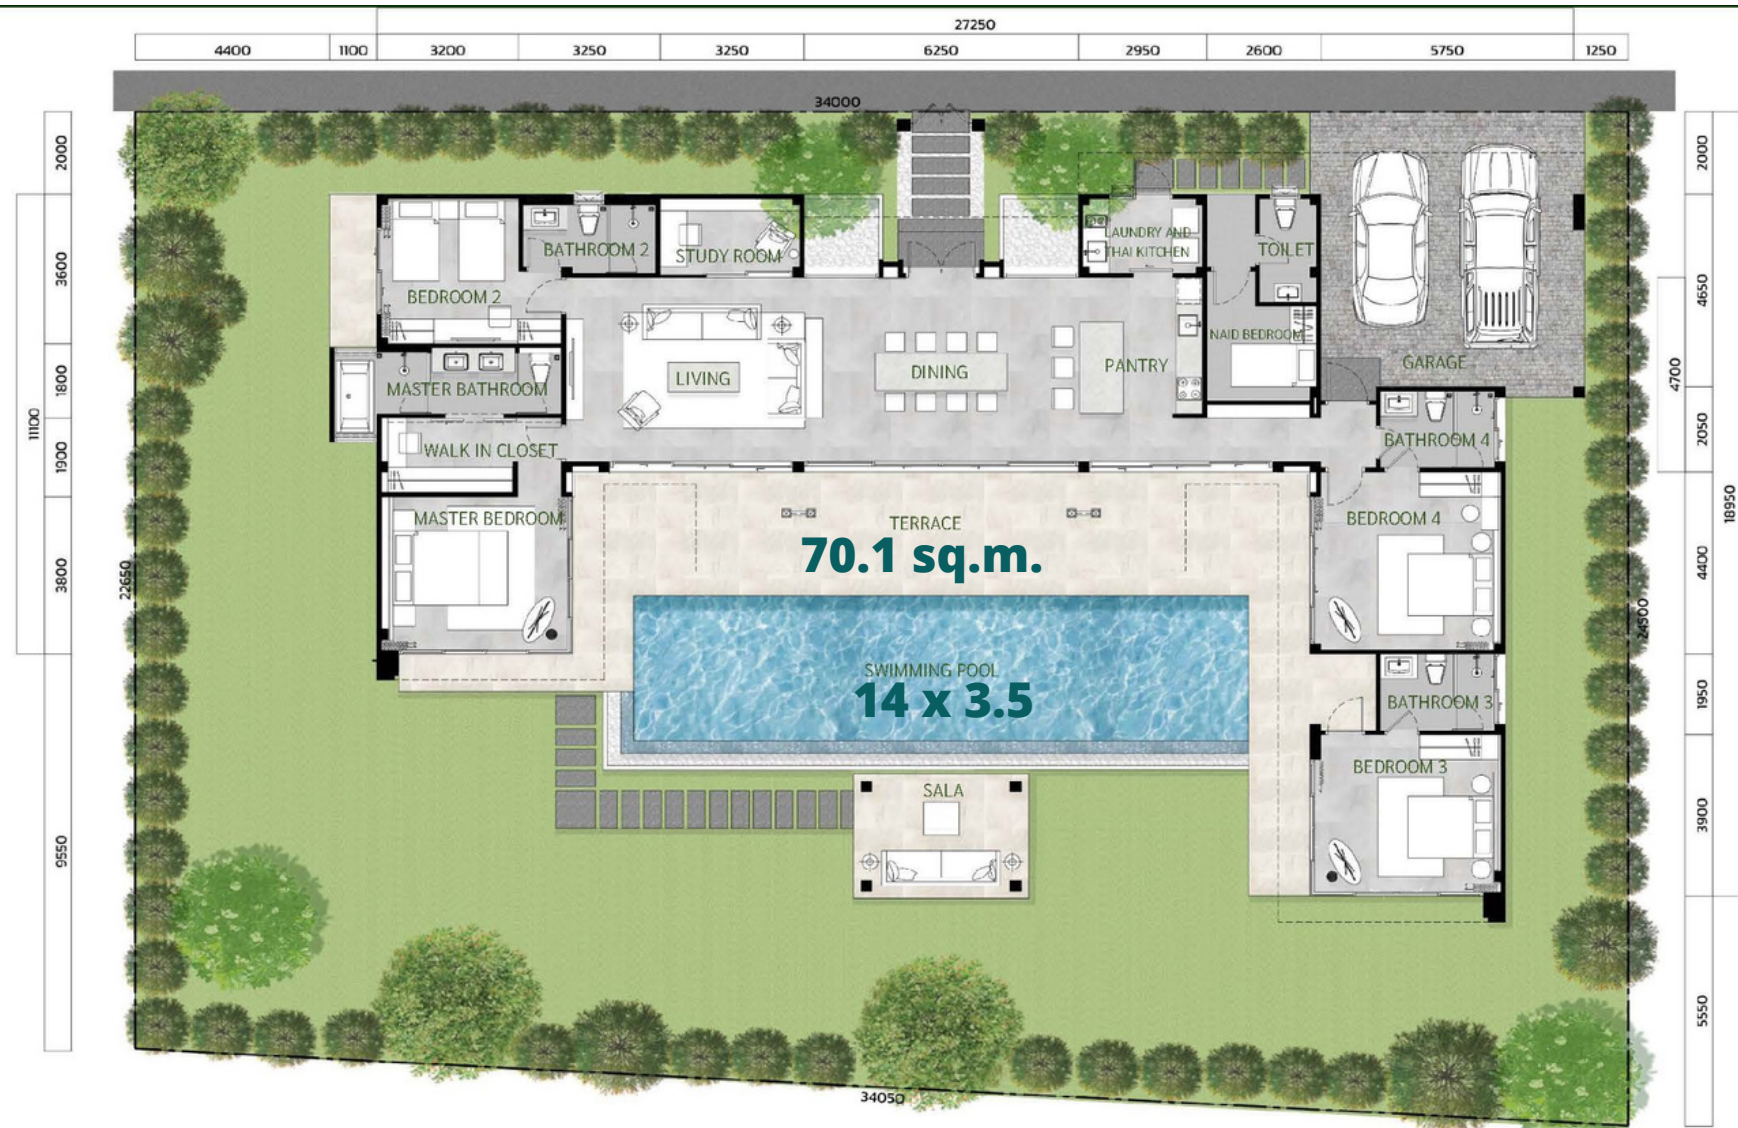 27250
4400 1100 3200 3250 3250 6250 2950 2600 5750 1250
34000
2000
3600
1800
1900
3800
9550
11100
22650
2000
4650
4700
2050
4400
1950
3900
5550
18950
24500
BATHROOM 2
STUDY ROOM
BEDROOM 2
LAUNDRY AND
THAI KITCHEN
TOILET
NAID BEDROOM
GARAGE
MASTER BATHROOM
LIVING
DINING
PANTRY
WALK IN CLOSET
BATHROOM 4
MASTER BEDROOM
TERRACE
70.1 sq.m.
BEDROOM 4
SWIMMING POOL
14 x 3.5
BATHROOM 3
BEDROOM 3
SALA
34050